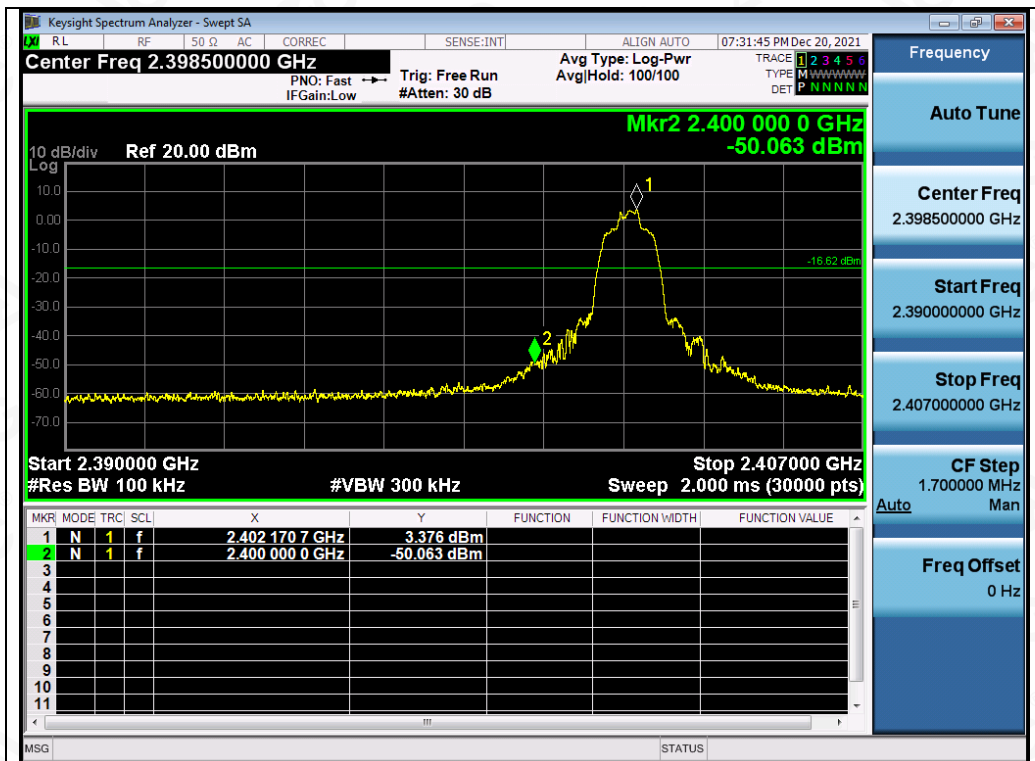 Keysight Spectrum Analyzer - Swept SA
LXI RL RF 50 Ω AC CORREC SENSE:INT ALIGN AUTO 07:31:45 PM Dec 20, 2021
Center Freq 2.398500000 GHz
PNO: Fast
IFGain:Low
Trig: Free Run
#Atten: 30 dB
Avg Type: Log-Pwr
Avg|Hold: 100/100
TRACE 1 2 3 4 5 6
TYPE M WWWWW
DET P N N N N N
Mkr2 2.400 000 0 GHz
-50.063 dBm
10 dB/div Ref 20.00 dBm
Log
10.0
0.00
-10.0
-20.0
-30.0
-40.0
-50.0
-60.0
-70.0
1
-16.62 dBm
2
Start 2.390000 GHz Stop 2.407000 GHz
#Res BW 100 kHz #VBW 300 kHz Sweep 2.000 ms (30000 pts)
MKR MODE TRC SCL X Y FUNCTION FUNCTION WIDTH FUNCTION VALUE
1 N 1 f 2.402 170 7 GHz 3.376 dBm
2 N 1 f 2.400 000 0 GHz -50.063 dBm
3
4
5
6
7
8
9
10
11
MSG STATUS
Frequency
Auto Tune
Center Freq
2.398500000 GHz
Start Freq
2.390000000 GHz
Stop Freq
2.407000000 GHz
CF Step
1.700000 MHz
Auto Man
Freq Offset
0 Hz